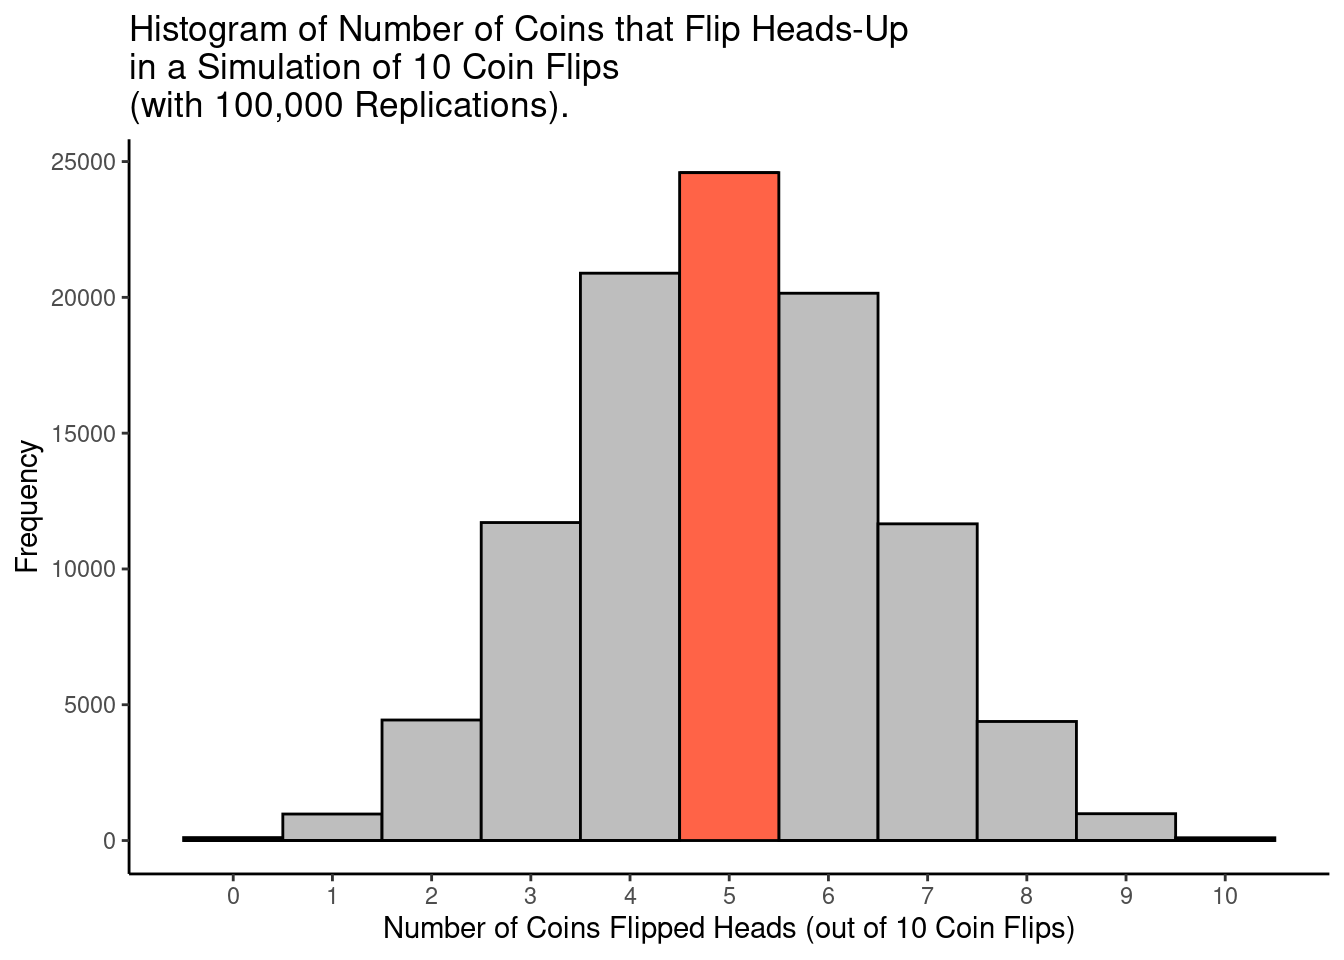 Histogram of Number of Coins that Flip Heads-Up
in a Simulation of 10 Coin Flips
(with 100,000 Replications).
25000
20000
15000
10000
5000
0
Frequency
0 1 2 3 4 5 6 7 8 9 10
Number of Coins Flipped Heads (out of 10 Coin Flips)